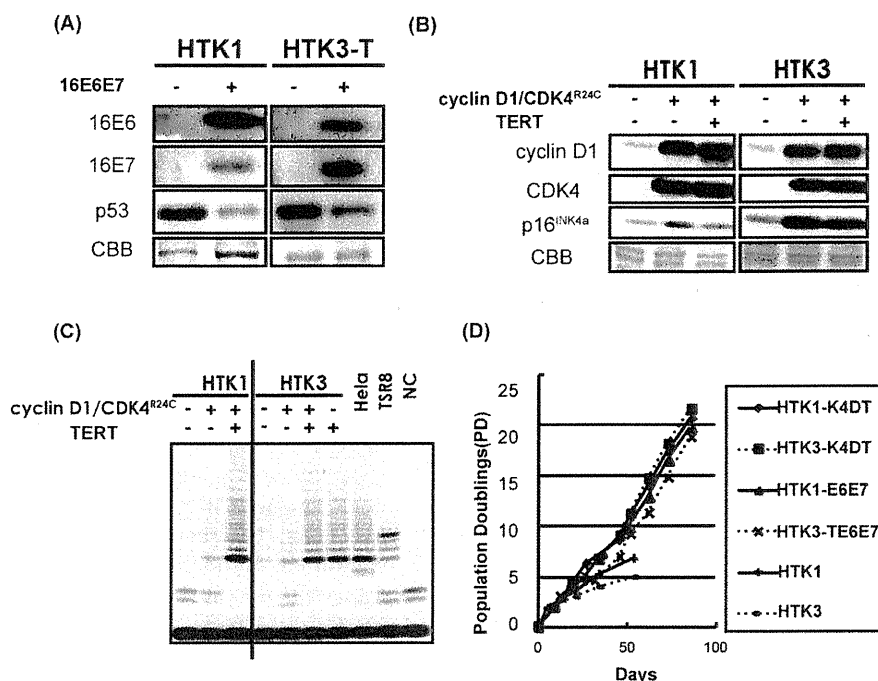 (A)
HTK1 HTK3-T
16E6E7 - + - +
16E6
16E7
p53
CBB
(B)
HTK1 HTK3
cyclin D1/CDK4R24C - + + - + +
TERT + +
cyclin D1
CDK4
p16INK4a
CBB
(C)
HTK1 HTK3 Hela TSR8 NC
cyclin D1/CDK4R24C - + + - + + -
TERT - - + - - + +
(D)
Population Doublings(PD)
25
20
15
10
5
0
0 50 100
Days
HTK1-K4DT
HTK3-K4DT
HTK1-E6E7
HTK3-TE6E7
HTK1
HTK3